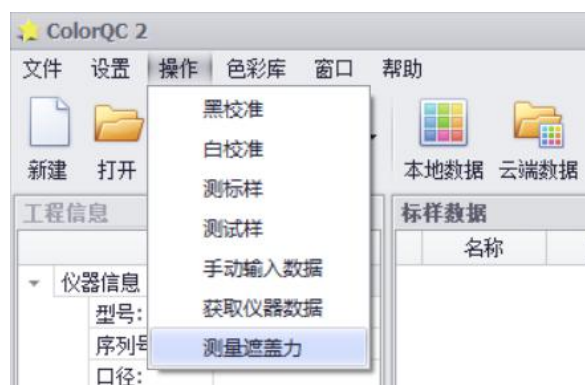 ColorQC 2
文件 设置 操作 色彩库 窗口 帮助
新建 打开 本地数据 云端数据
黑校准
白校准
测标样
测试样
手动输入数据
获取仪器数据
测量遮盖力
工程信息 标样数据
名称
仪器信息
型号:
序列号
口径: